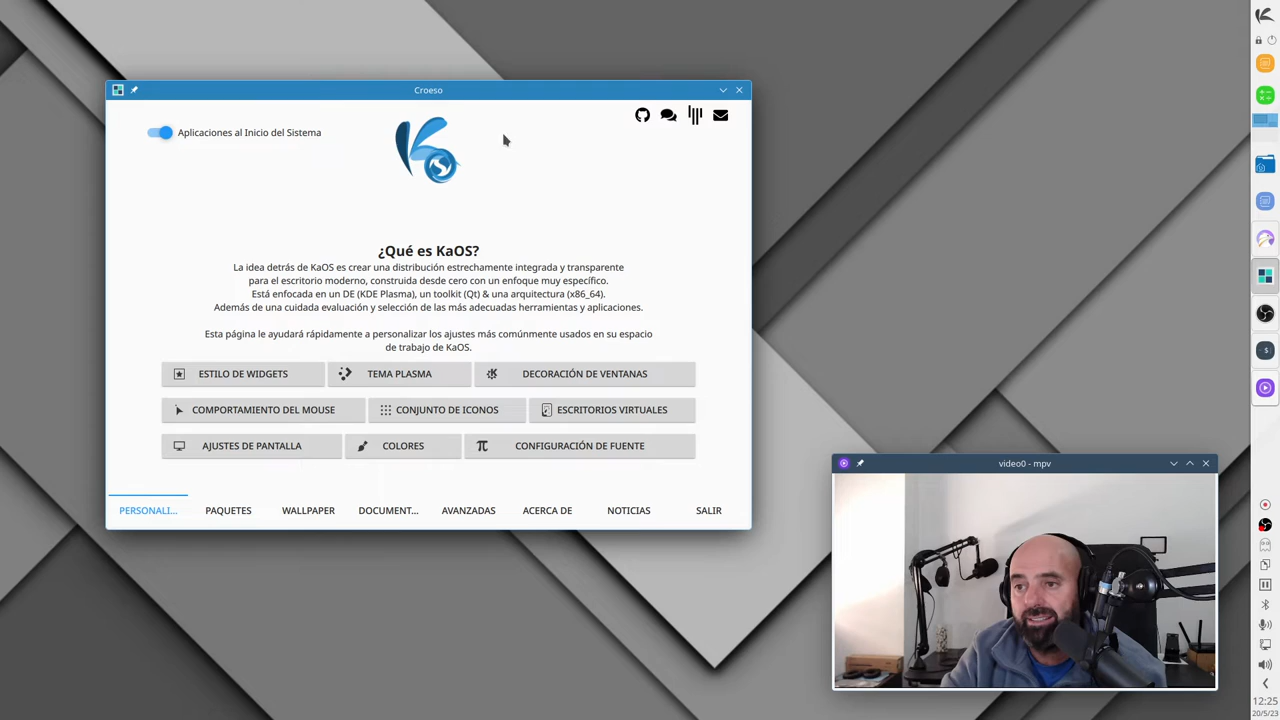 Croeso
Aplicaciones al Inicio del Sistema
¿Qué es KaOS?
La idea detrás de KaOS es crear una distribución estrechamente integrada y transparente
para el escritorio moderno, construida desde cero con un enfoque muy específico.
Está enfocada en un DE (KDE Plasma), un toolkit (Qt) & una arquitectura (x86_64).
Además de una cuidada evaluación y selección de las más adecuadas herramientas y aplicaciones.
Esta página le ayudará rápidamente a personalizar los ajustes más comúnmente usados en su espacio
de trabajo de KaOS.
ESTILO DE WIDGETS TEMA PLASMA DECORACIÓN DE VENTANAS
COMPORTAMIENTO DEL MOUSE CONJUNTO DE ICONOS ESCRITORIOS VIRTUALES
AJUSTES DE PANTALLA COLORES CONFIGURACIÓN DE FUENTE
PERSONALI... PAQUETES WALLPAPER DOCUMENT... AVANZADAS ACERCA DE NOTICIAS SALIR
video0 - mpv
12:25
20/5/23